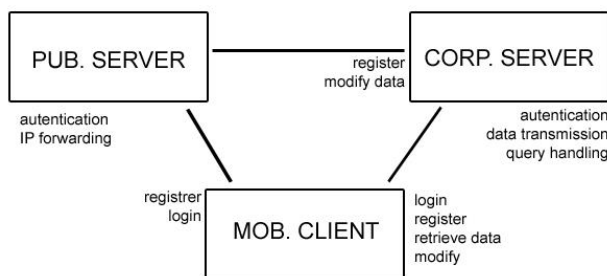 PUB. SERVER
register
modify data
CORP. SERVER
autentication
IP forwarding
autentication
data transmission
query handling
registrer
login
MOB. CLIENT
login
register
retrieve data
modify